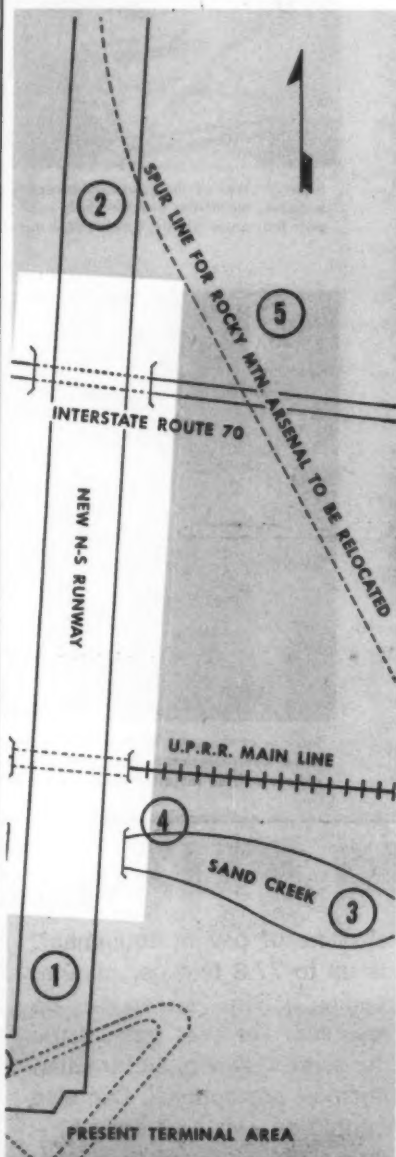 2
SPUR LINE FOR ROCKY MTN. ARSENAL TO BE RELOCATED
5
INTERSTATE ROUTE 70
NEW N-S RUNWAY
U.P.R.R. MAIN LINE
4
SAND CREEK
3
1
PRESENT TERMINAL AREA